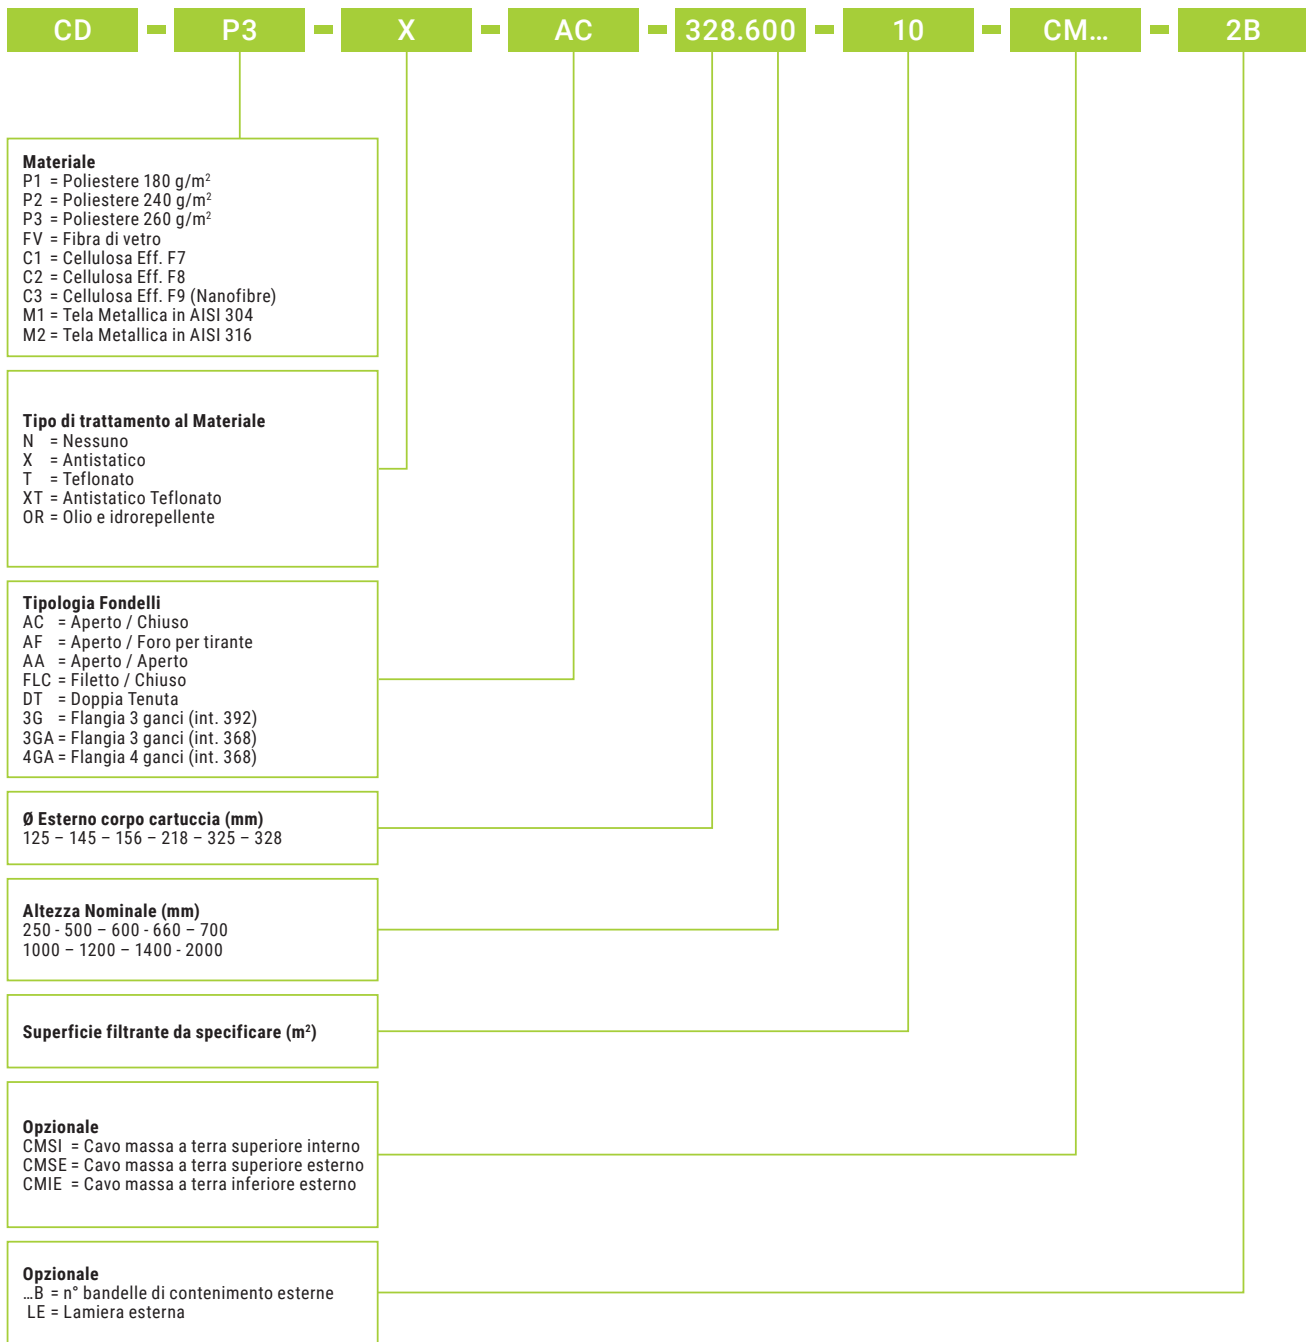 CD - P3 - X - AC - 328.600 - 10 - CM... - 2B
Materiale
P1 = Poliestere 180 g/m²
P2 = Poliestere 240 g/m²
P3 = Poliestere 260 g/m²
FV = Fibra di vetro
C1 = Cellulosa Eff. F7
C2 = Cellulosa Eff. F8
C3 = Cellulosa Eff. F9 (Nanofibre)
M1 = Tela Metallica in AISI 304
M2 = Tela Metallica in AISI 316
Tipo di trattamento al Materiale
N = Nessuno
X = Antistatico
T = Teflonato
XT = Antistatico Teflonato
OR = Olio e idrorepellente
Tipologia Fondelli
AC = Aperto / Chiuso
AF = Aperto / Foro per tirante
AA = Aperto / Aperto
FLC = Filetto / Chiuso
DT = Doppia Tenuta
3G = Flangia 3 ganci (int. 392)
3GA = Flangia 3 ganci (int. 368)
4GA = Flangia 4 ganci (int. 368)
Ø Esterno corpo cartuccia (mm)
125 – 145 – 156 – 218 – 325 – 328
Altezza Nominale (mm)
250 - 500 – 600 - 660 – 700
1000 – 1200 – 1400 - 2000
Superficie filtrante da specificare (m²)
Opzionale
CMSI = Cavo massa a terra superiore interno
CMSE = Cavo massa a terra superiore esterno
CMIE = Cavo massa a terra inferiore esterno
Opzionale
...B = n° bandelle di contenimento esterne
LE = Lamiera esterna